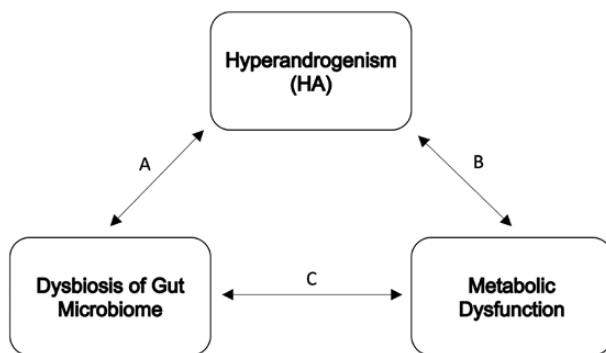 Hyperandrogenism
(HA)
A
B
Dysbiosis of Gut
Microbiome
C
Metabolic
Dysfunction